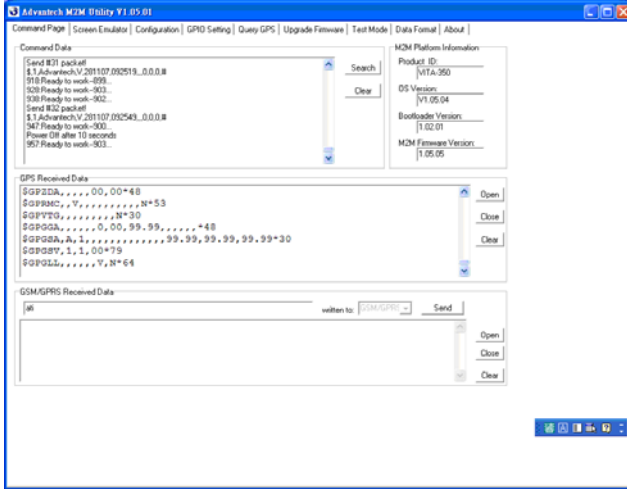 Advantech M2M Utility V1.05.01
Command Page | Screen Emulator | Configuration | GPIO Setting | Query GPS | Upgrade Firmware | Test Mode | Data Format | About
Command Data
Send #31 packet!
$,1,Advantech,V,281107,092519,,,0,0,0,#
918:Ready to work--899...
928:Ready to work--903...
938:Ready to work--902...
Send #32 packet!
$,1,Advantech,V,281107,092549,,,0,0,0,#
947:Ready to work--900...
Power Off after 10 seconds
957:Ready to work--903...
Search
Clear
M2M Platform Information
Product ID:
VITA-350
OS Version:
V1.05.04
Bootloader Version:
1.02.01
M2M Firmware Version:
1.05.05
GPS Received Data
$GPZDA,,,,,00,00*48
$GPRMC,,V,,,,,,,,,,N*53
$GPVTG,,,,,,,,,N*30
$GPGGA,,,,,,0,00,99.99,,,,,,*48
$GPGSA,A,1,,,,,,,,,,,,,99.99,99.99,99.99*30
$GPGSV,1,1,00*79
$GPGLL,,,,,,V,N*64
Open
Close
Clear
GSM/GPRS Received Data
ati
written to: GSM/GPRS
Send
Open
Close
Clear